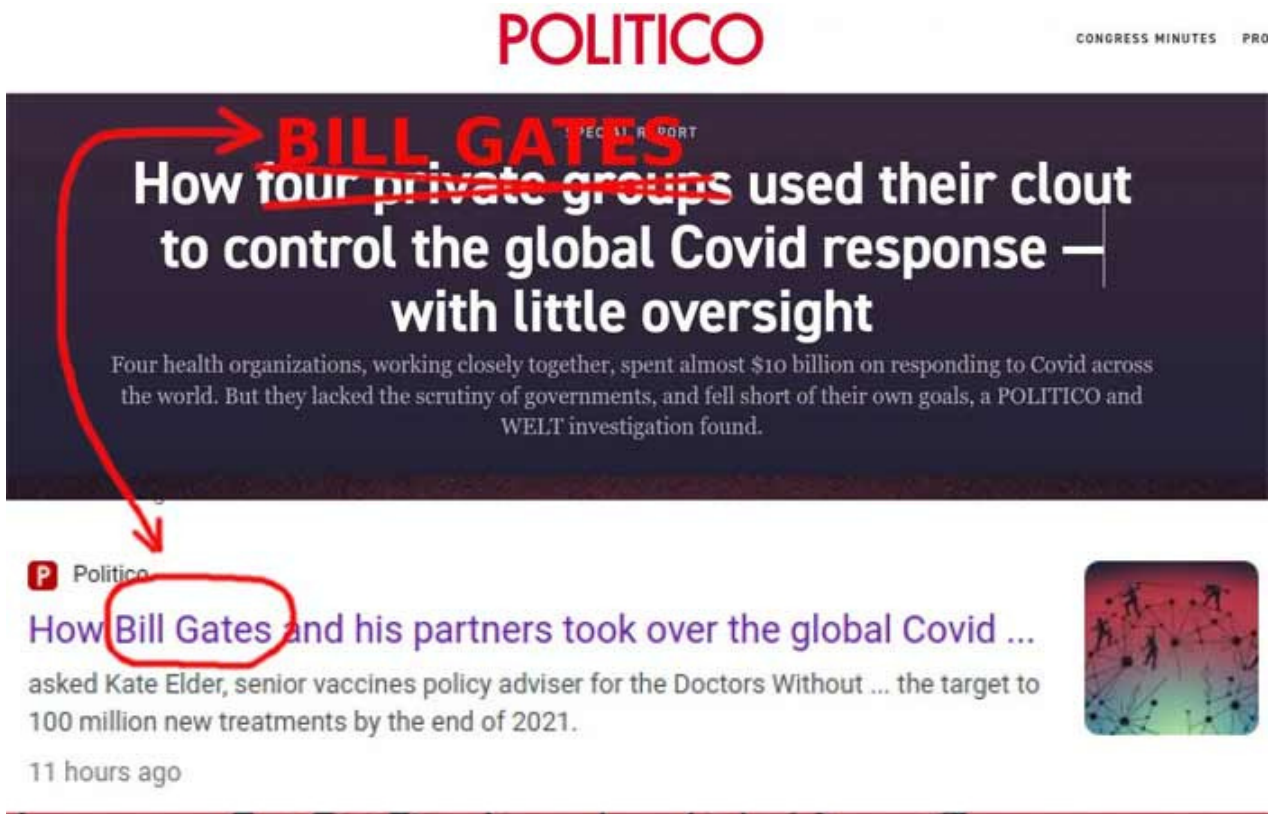 POLITICO
CONGRESS MINUTES PRO
BILL GATES
SPECIAL REPORT
How four private groups used their clout
to control the global Covid response —
with little oversight
Four health organizations, working closely together, spent almost $10 billion on responding to Covid across
the world. But they lacked the scrutiny of governments, and fell short of their own goals, a POLITICO and
WELT investigation found.
P Politico
How Bill Gates and his partners took over the global Covid ...
asked Kate Elder, senior vaccines policy adviser for the Doctors Without ... the target to
100 million new treatments by the end of 2021.
11 hours ago